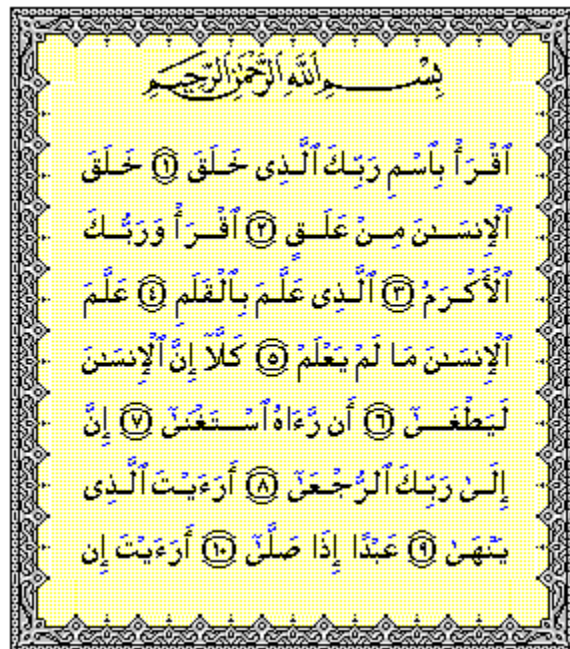 بِسْمِ ٱللَّهِ ٱلرَّحْمَٰنِ ٱلرَّحِيمِ
ٱقْرَأْ بِٱسْمِ رَبِّكَ ٱلَّذِى خَلَقَ ۝١ خَلَقَ
ٱلْإِنسَـٰنَ مِنْ عَلَقٍ ۝٢ ٱقْرَأْ وَرَبُّكَ
ٱلْأَكْرَمُ ۝٣ ٱلَّذِى عَلَّمَ بِٱلْقَلَمِ ۝٤ عَلَّمَ
ٱلْإِنسَـٰنَ مَا لَمْ يَعْلَمْ ۝٥ كَلَّآ إِنَّ ٱلْإِنسَـٰنَ
لَيَطْغَىٰٓ ۝٦ أَن رَّءَاهُ ٱسْتَغْنَىٰٓ ۝٧ إِنَّ
إِلَىٰ رَبِّكَ ٱلرُّجْعَىٰٓ ۝٨ أَرَءَيْتَ ٱلَّذِى
يَنْهَىٰ ۝٩ عَبْدًا إِذَا صَلَّىٰٓ ۝١٠ أَرَءَيْتَ إِن